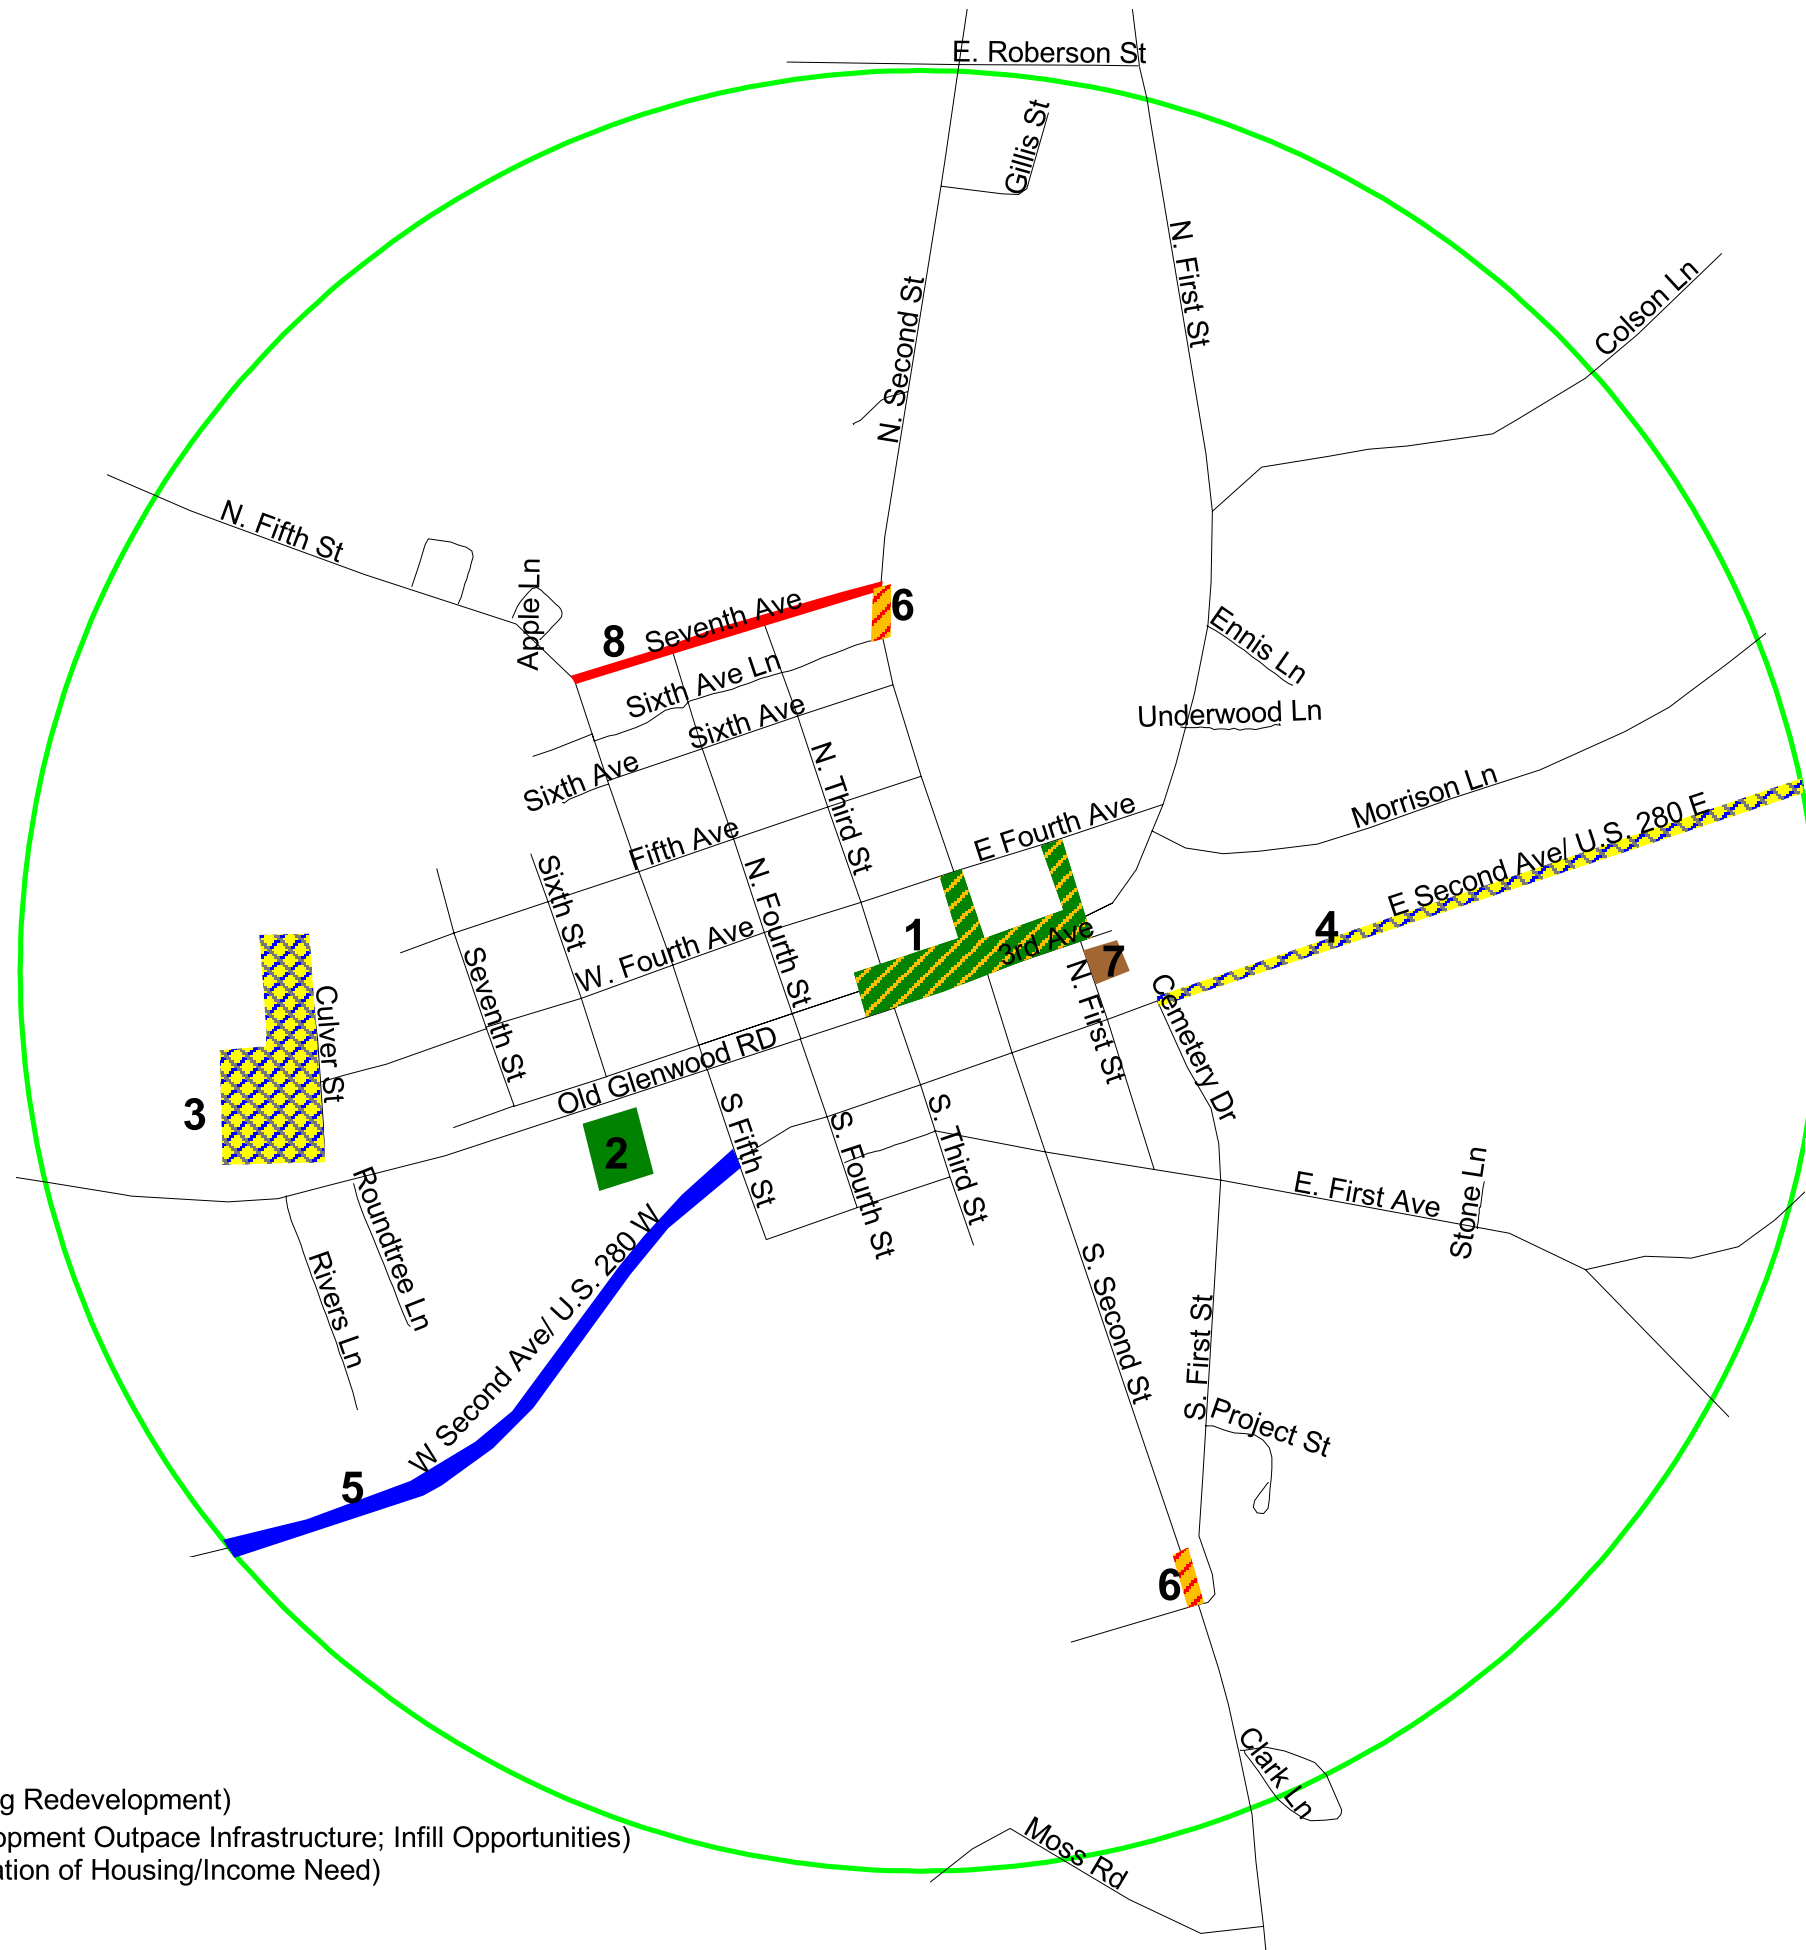 E. Roberson St
Gillis St
N. First St
N. Second St
Colson Ln
N. Fifth St
Apple Ln
8
Seventh Ave
6
Ennis Ln
Sixth Ave Ln
Underwood Ln
Sixth Ave
Sixth Ave
N. Third St
Morrison Ln
E Fourth Ave
Fifth Ave
E Second Ave/ U.S. 280 E
Sixth St
N. Fourth St
1
4
W. Fourth Ave
3rd Ave
7
Seventh St
N. First St
Culver St
Cemetery Dr
Old Glenwood RD
3
2
S Fifth St
S. Fourth St
S. Third St
E. First Ave
Stone Ln
Roundtree Ln
Rivers Ln
W Second Ave/ U.S. 280 W
S. Second St
S. First St
Project St
5
6
Clark Ln
g Redevelopment)
opment Outpace Infrastructure; Infill Opportunities)
ation of Housing/Income Need)
Moss Rd